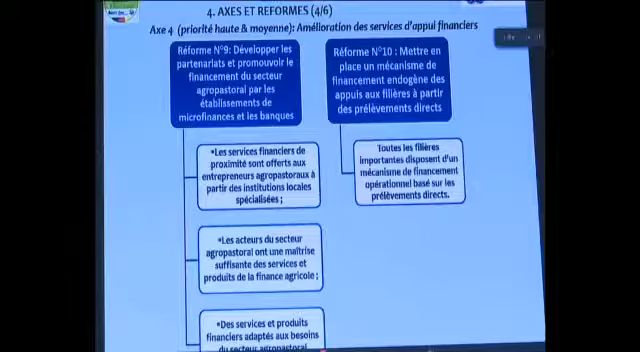 4. AXES ET REFORMES (4/6)
Axe 4 (priorité haute & moyenne): Amélioration des services d'appui financiers
Réforme N°9: Développer les
partenariats et promouvoir le
financement du secteur
agropastoral par les
établissements de
microfinances et les banques
Réforme N°10 : Mettre en
place un mécanisme de
financement endogène des
appuis aux filières à partir
des prélèvements directs
•Les services financiers de
proximité sont offerts aux
entrepreneurs agropastoraux à
partir des institutions locales
spécialisées ;
Toutes les filières
importantes disposent d'un
mécanisme de financement
opérationnel basé sur les
prélèvements directs.
•Les acteurs du secteur
agropastoral ont une maîtrise
suffisante des services et
produits de la finance agricole ;
•Des services et produits
financiers adaptés aux besoins
du secteur agropastoral